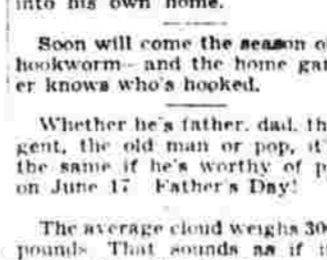 into his own home.
Soon will come the season o
hookworm—and the home gar
er knows who's hooked.
Whether he's father, dad, th
gent, the old man or pop, it'
the same if he's worthy of p
on June 17 Father's Day!
The average cloud weighs 300
pounds That sounds as if i